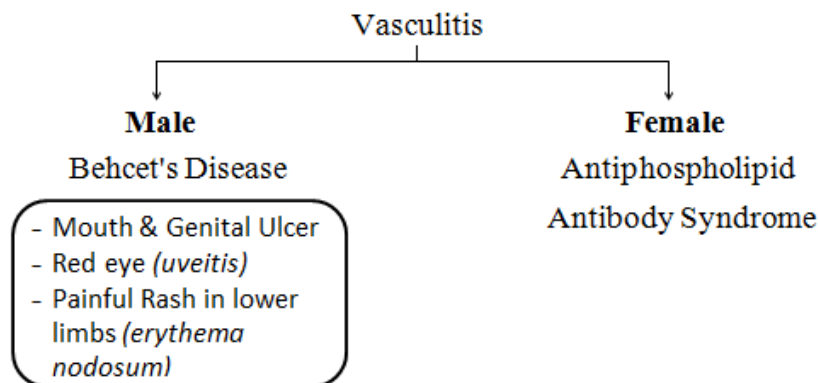 Vasculitis
Male
Behcet's Disease
- Mouth & Genital Ulcer
- Red eye (uveitis)
- Painful Rash in lower
limbs (erythema
nodosum)
Female
Antiphospholipid
Antibody Syndrome